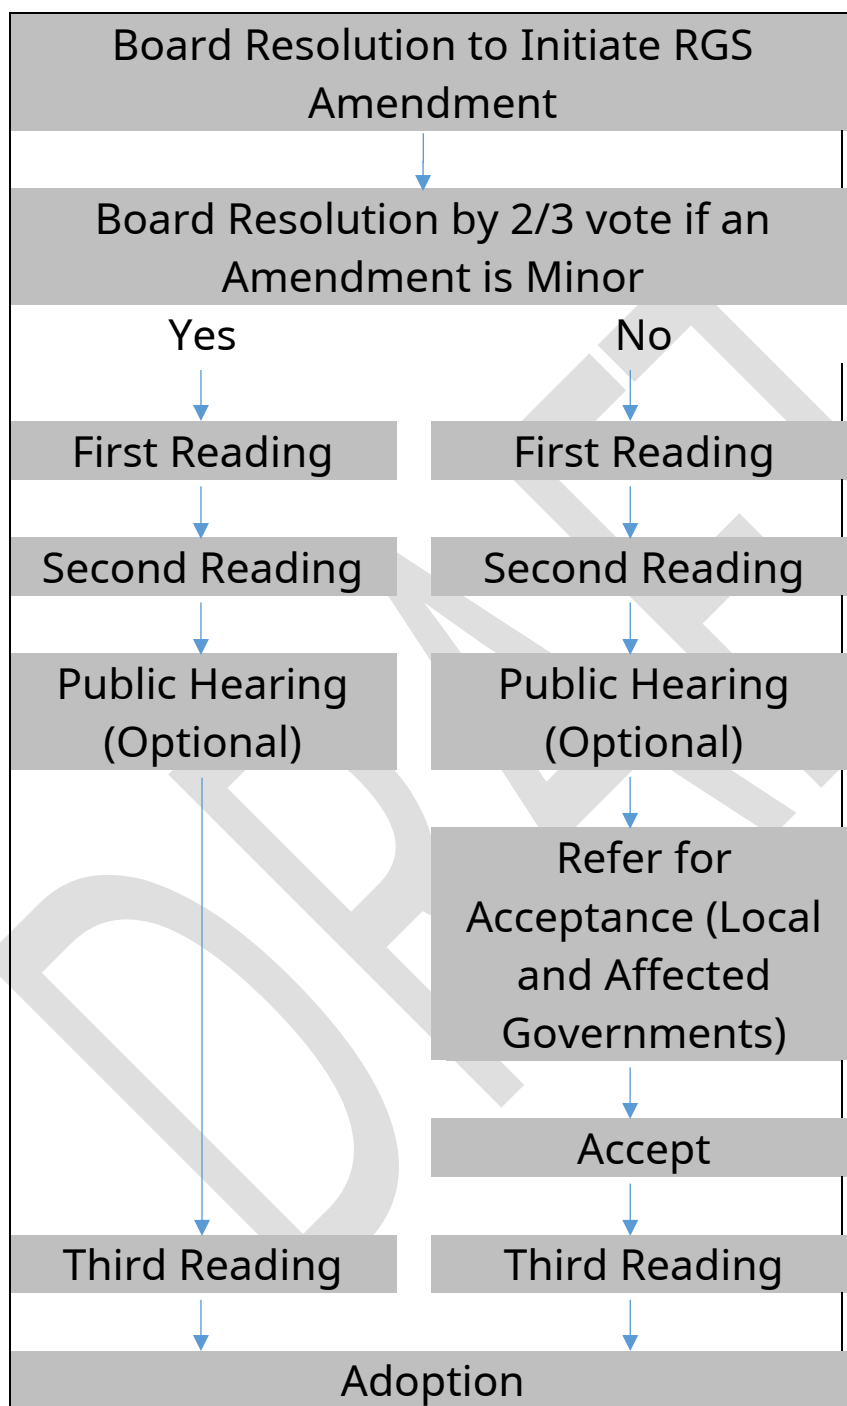 Board Resolution to Initiate RGS
Amendment
Board Resolution by 2/3 vote if an
Amendment is Minor
Yes
No
First Reading
First Reading
Second Reading
Second Reading
Public Hearing
(Optional)
Public Hearing
(Optional)
Refer for
Acceptance (Local
and Affected
Governments)
Accept
Third Reading
Third Reading
Adoption
DRAFT